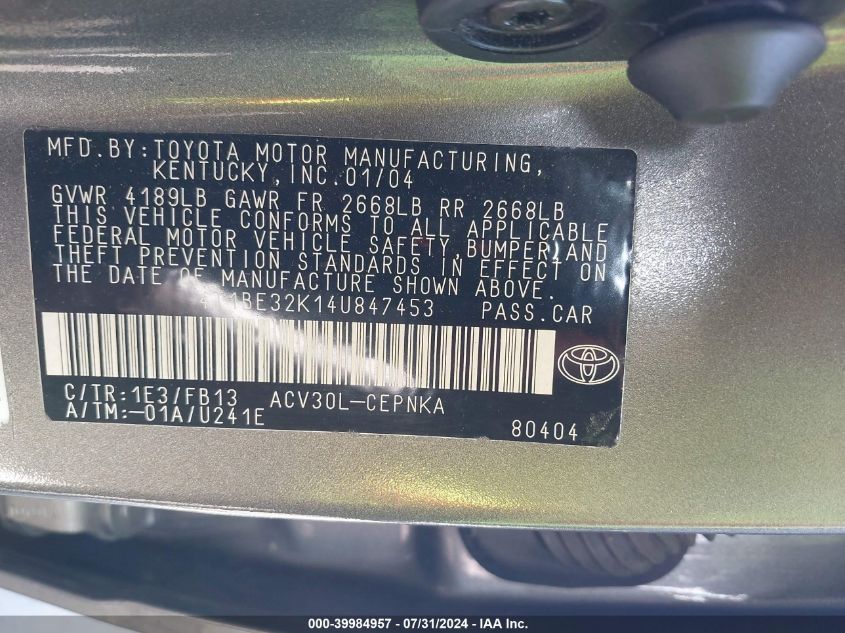 MFD.BY:TOYOTA MOTOR MANUFACTURING,
KENTUCKY,INC.01/04
GVWR 4189LB GAWR FR 2668LB RR 2668LB
THIS VEHICLE CONFORMS TO ALL APPLICABLE
FEDERAL MOTOR VEHICLE SAFETY,BUMPER,AND
THEFT PREVENTION STANDARDS IN EFFECT ON
THE DATE OF MANUFACTURE SHOWN ABOVE.
4T1BE32K14U847453 PASS.CAR
C/TR:1E3/FB13 ACV30L-CEPNKA
A/TM:-01A/U241E 80404
000-39984957 / 07/31/2024 - IAA Inc.